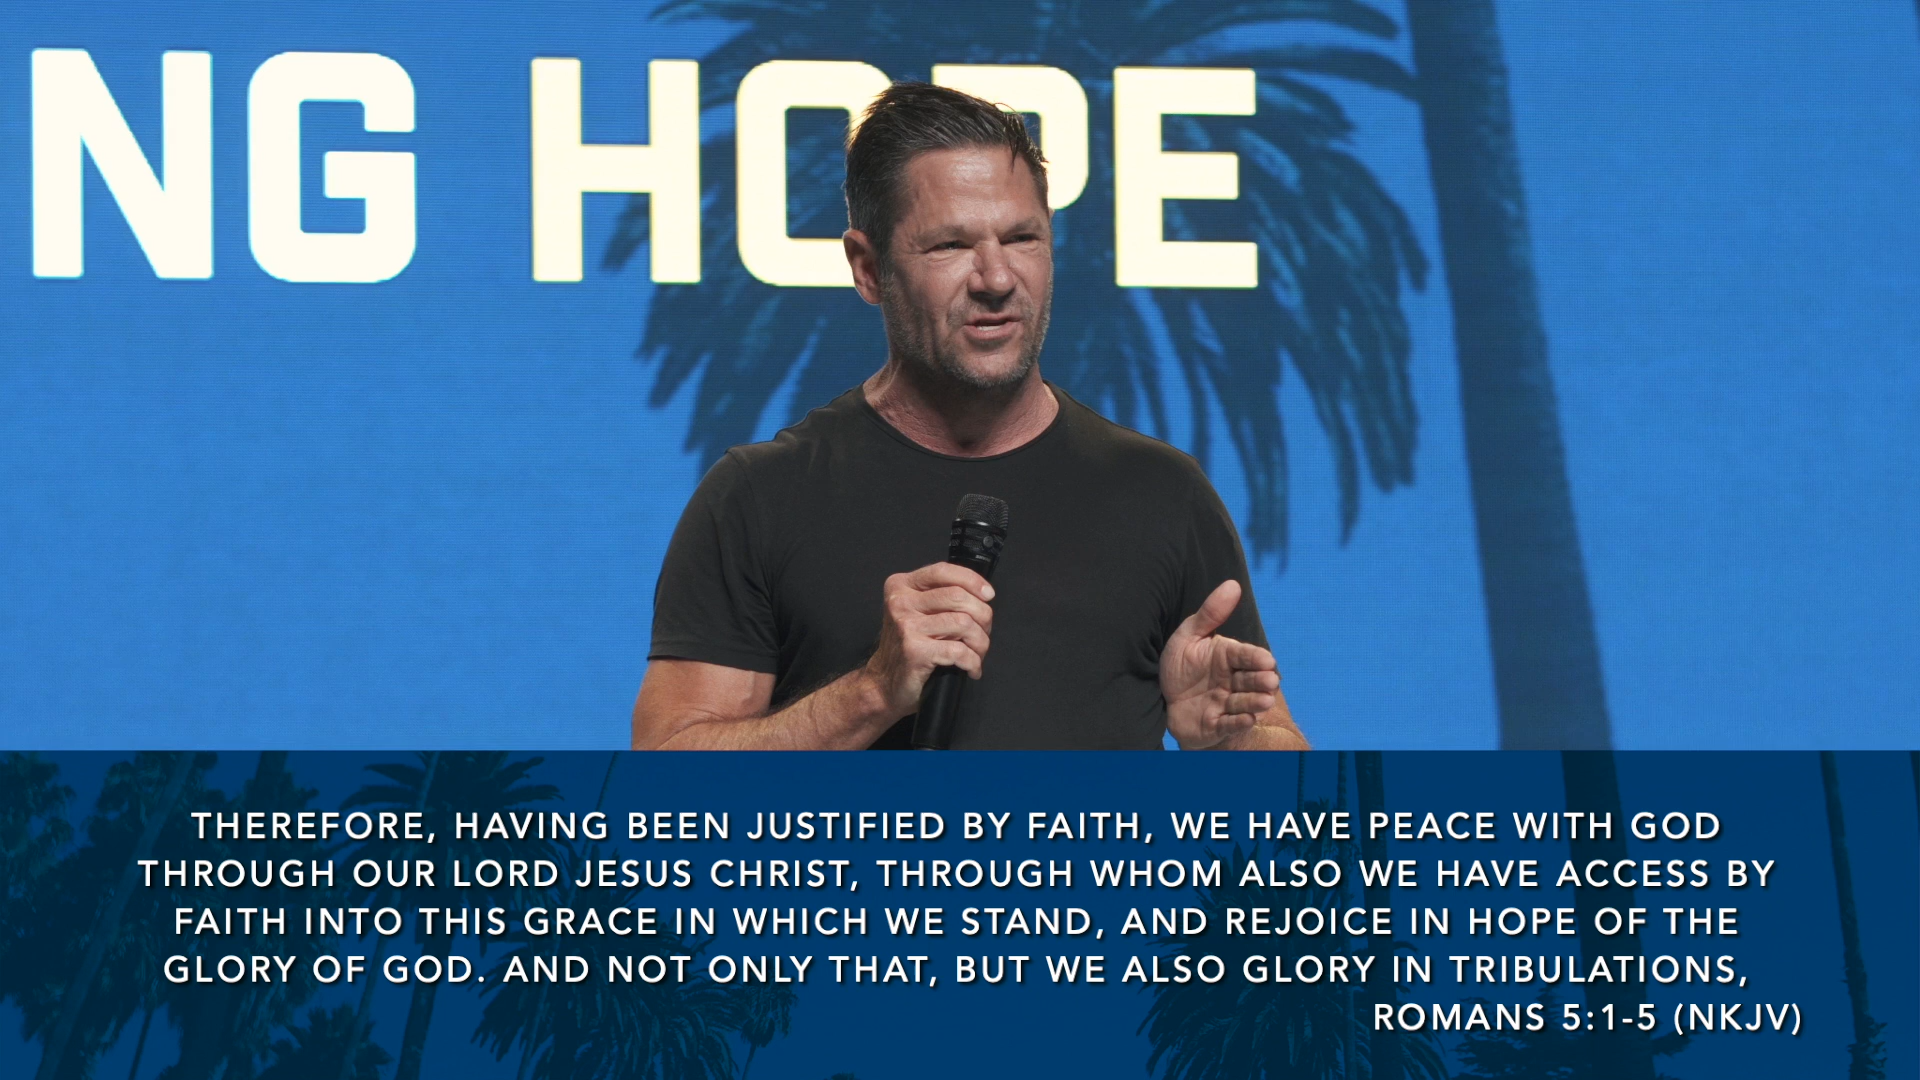 NG HOPE
THEREFORE, HAVING BEEN JUSTIFIED BY FAITH, WE HAVE PEACE WITH GOD
THROUGH OUR LORD JESUS CHRIST, THROUGH WHOM ALSO WE HAVE ACCESS BY
FAITH INTO THIS GRACE IN WHICH WE STAND, AND REJOICE IN HOPE OF THE
GLORY OF GOD. AND NOT ONLY THAT, BUT WE ALSO GLORY IN TRIBULATIONS,
ROMANS 5:1-5 (NKJV)